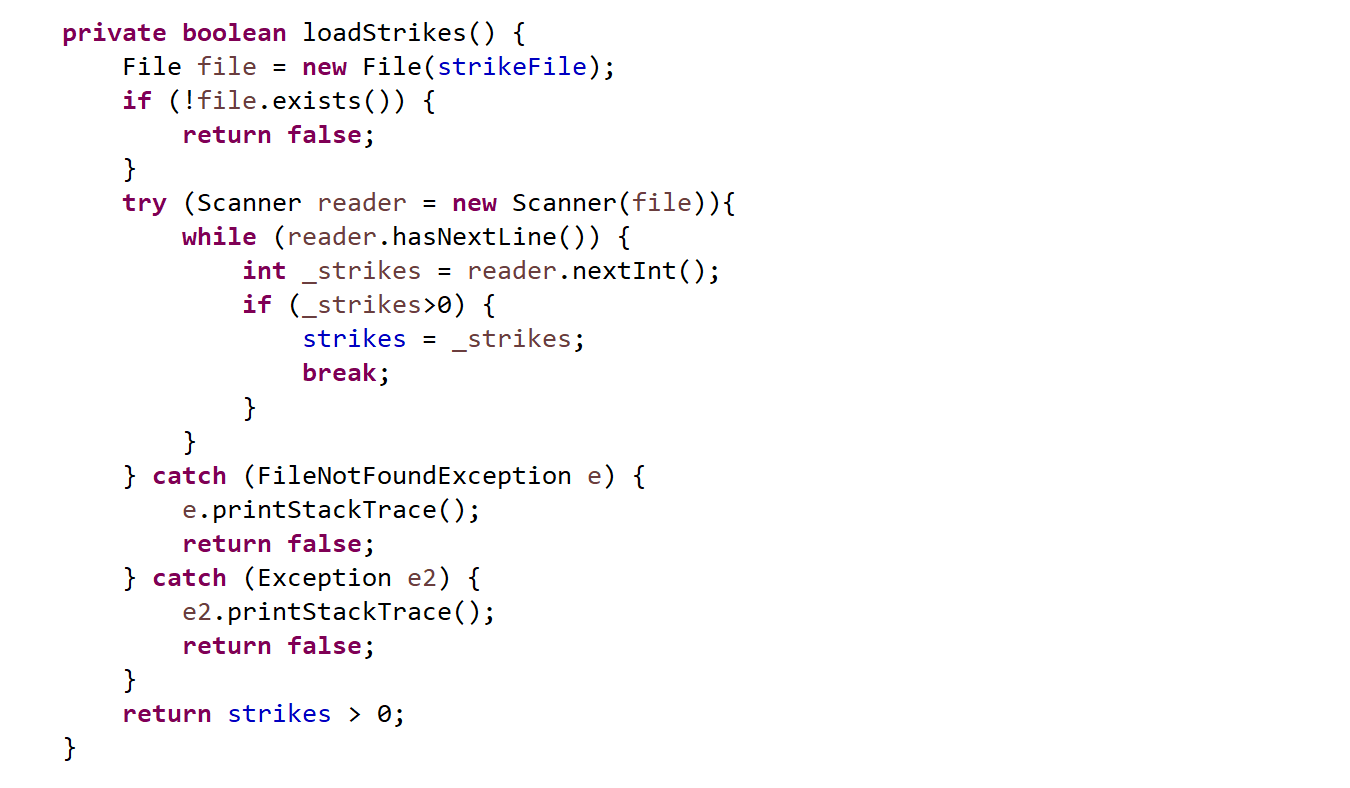 private boolean loadStrikes() {
    File file = new File(strikeFile);
    if (!file.exists()) {
        return false;
    }
    try (Scanner reader = new Scanner(file)){
        while (reader.hasNextLine()) {
            int _strikes = reader.nextInt();
            if (_strikes>0) {
                strikes = _strikes;
                break;
            }
        }
    } catch (FileNotFoundException e) {
        e.printStackTrace();
        return false;
    } catch (Exception e2) {
        e2.printStackTrace();
        return false;
    }
    return strikes > 0;
}